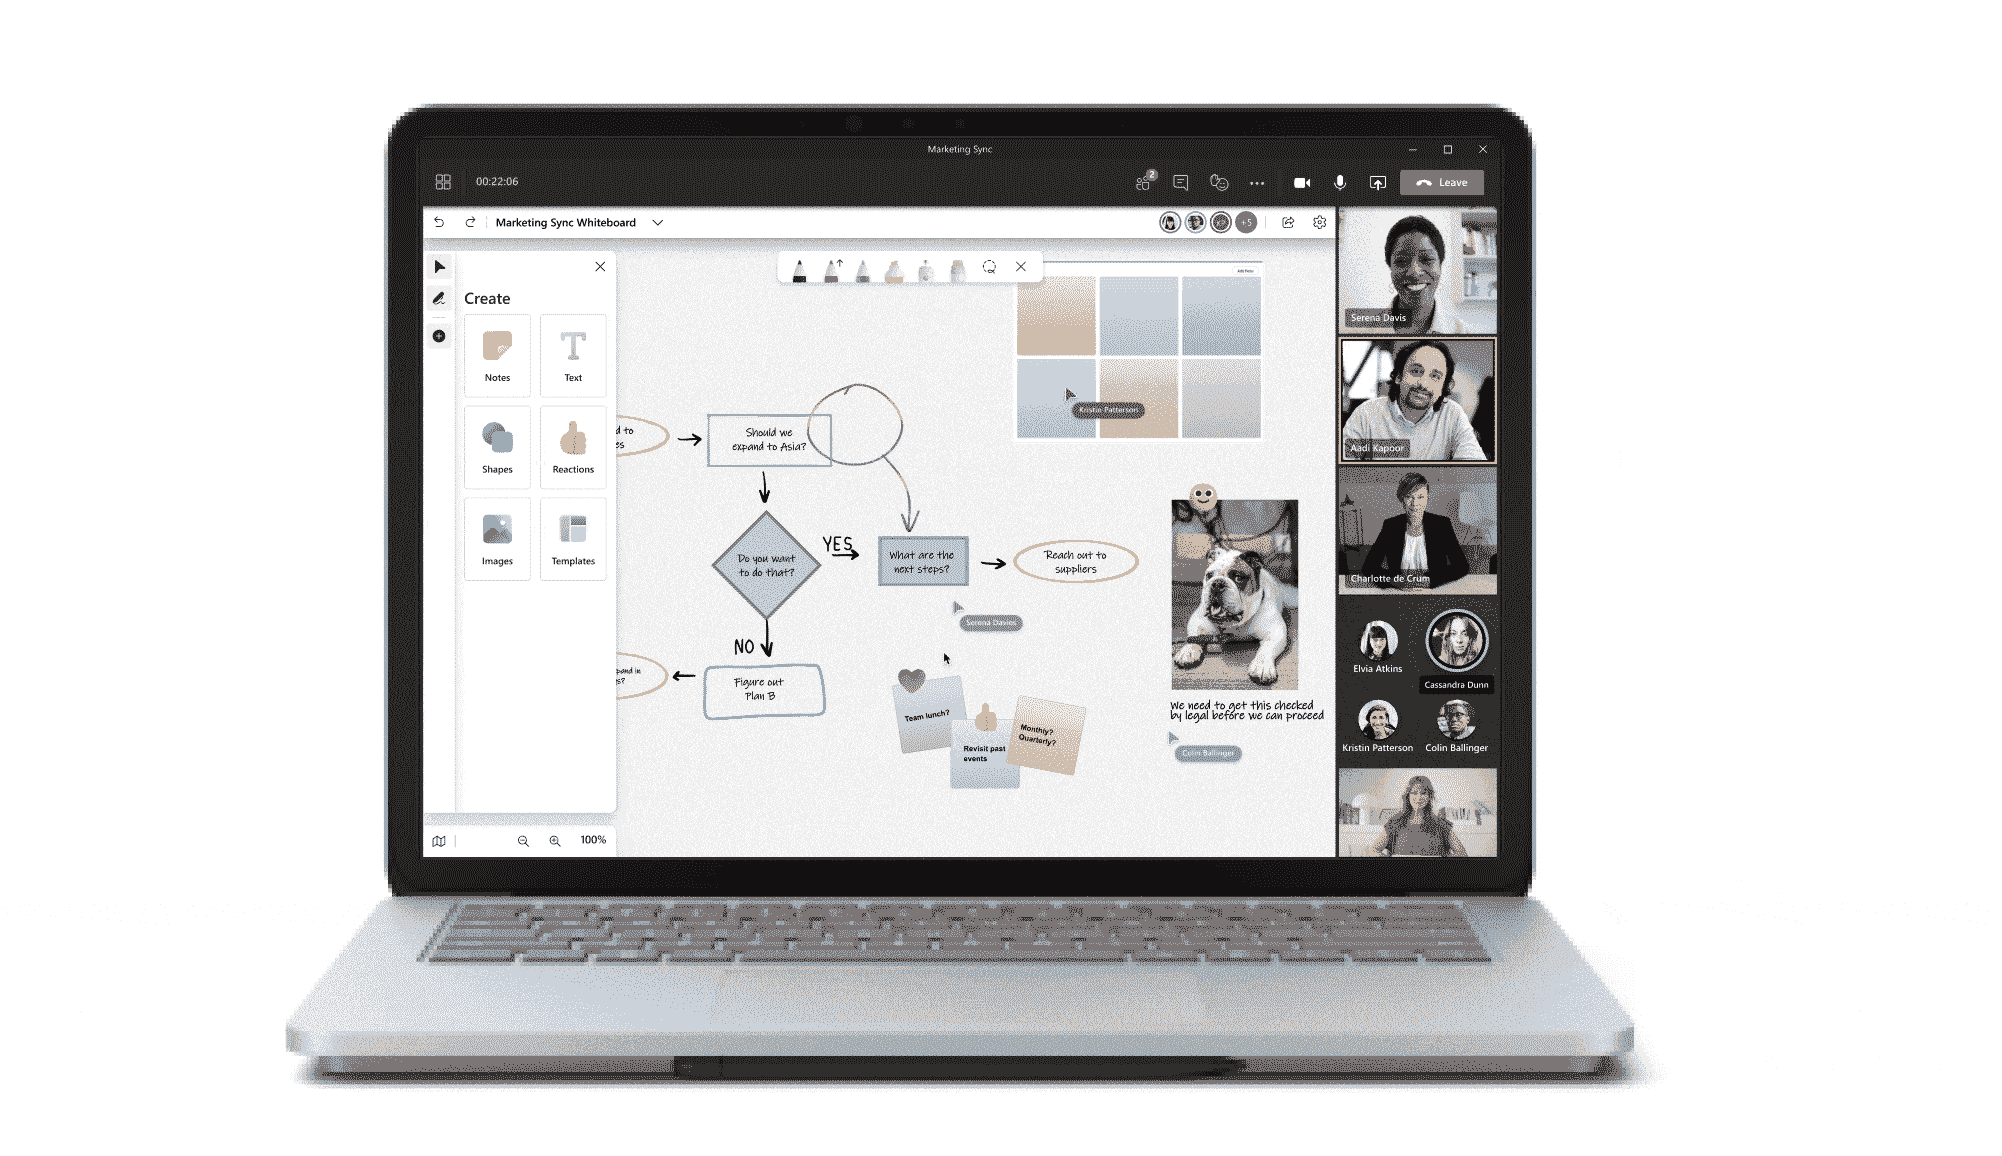 Marketing Sync
00:22:06
2
Leave
Marketing Sync Whiteboard
+5
Create
Notes
Text
Shapes
Reactions
Images
Templates
100%
d to
es
Should we
expand to Asia?
Do you want
to do that?
YES
What are the
next steps?
Reach out to
suppliers
NO
Figure out
Plan B
pand in
s?
Kristin Patterson
Serena Davies
Team lunch?
Revisit past
events
Monthly?
Quarterly?
We need to get this checked
by legal before we can proceed
Colin Ballinger
Serena Davis
Aadi Kapoor
Charlotte de Crum
Elvia Atkins
Cassandra Dunn
Kristin Patterson
Colin Ballinger